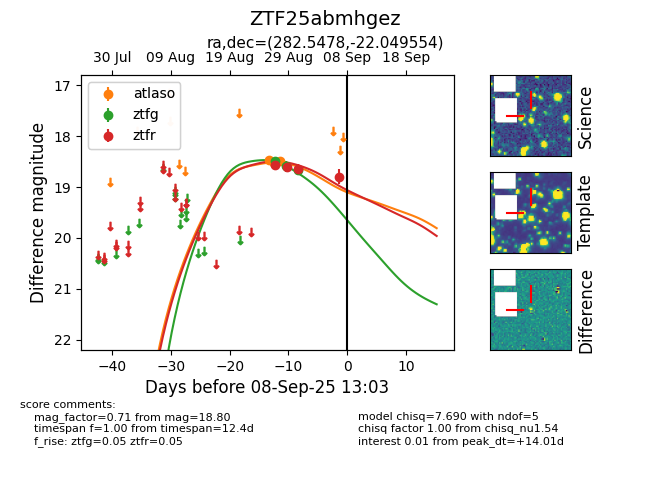 ZTF25abmhgez
ra,dec=(282.5478,-22.049554)
30 Jul 09 Aug 19 Aug 29 Aug 08 Sep 18 Sep
17
18
19
20
21
22
Difference magnitude
atlaso
ztfg
ztfr
−40 −30 −20 −10 0 10
Days before 08-Sep-25 13:03
Science
Template
Difference
score comments:
mag_factor=0.71 from mag=18.80
timespan f=1.00 from timespan=12.4d
f_rise: ztfg=0.05 ztfr=0.05
model chisq=7.690 with ndof=5
chisq factor 1.00 from chisq_nu1.54
interest 0.01 from peak_dt=+14.01d